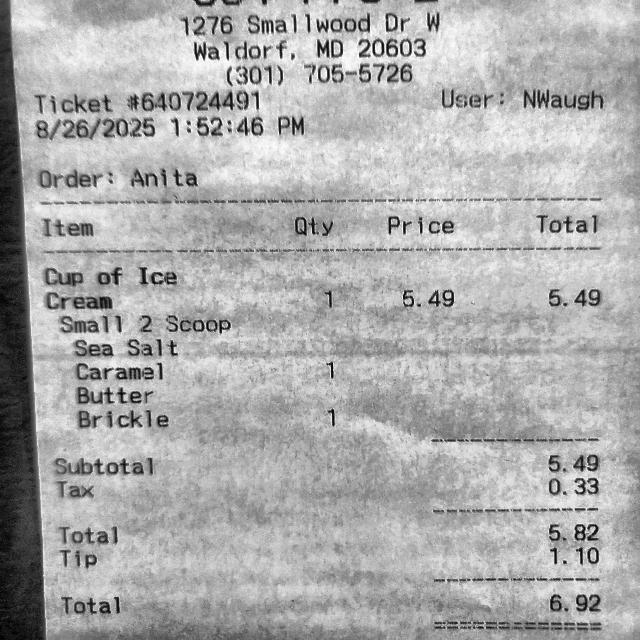 1276 Smallwood Dr W
Waldorf, MD 20603
(301) 705-5726
Ticket #640724491 User: NWaugh
8/26/2025 1:52:46 PM
Order: Anita
Item Qty Price Total
Cup of Ice
Cream 1 5.49 5.49
Small 2 Scoop
Sea Salt
Caramel 1
Butter
Brickle 1
Subtotal 5.49
Tax 0.33
Total 5.82
Tip 1.10
Total 6.92